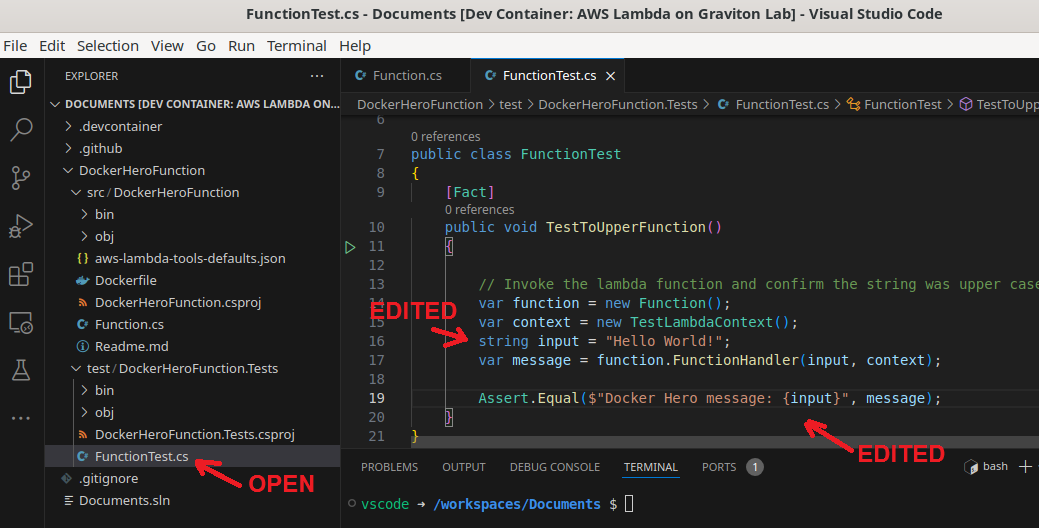 FunctionTest.cs - Documents [Dev Container: AWS Lambda on Graviton Lab] - Visual Studio Code
File Edit Selection View Go Run Terminal Help
EXPLORER ...
DOCUMENTS [DEV CONTAINER: AWS LAMBDA ON...
.devcontainer
.github
DockerHeroFunction
src / DockerHeroFunction
bin
obj
{ } aws-lambda-tools-defaults.json
Dockerfile
DockerHeroFunction.csproj
Function.cs
Readme.md
test / DockerHeroFunction.Tests
bin
obj
DockerHeroFunction.Tests.csproj
FunctionTest.cs
OPEN
.gitignore
Documents.sln
Function.cs FunctionTest.cs
DockerHeroFunction > test > DockerHeroFunction.Tests > FunctionTest.cs > FunctionTest > TestToUpp
6
0 references
7 public class FunctionTest
8 {
9 [Fact]
0 references
10 public void TestToUpperFunction()
11 {
12
13 // Invoke the lambda function and confirm the string was upper case
14 var function = new Function();
EDITED
15 var context = new TestLambdaContext();
16 string input = "Hello World!";
17 var message = function.FunctionHandler(input, context);
18
19 Assert.Equal($"Docker Hero message: {input}", message);
20 }
21 }
EDITED
PROBLEMS OUTPUT DEBUG CONSOLE TERMINAL PORTS 1 bash
vscode → /workspaces/Documents $